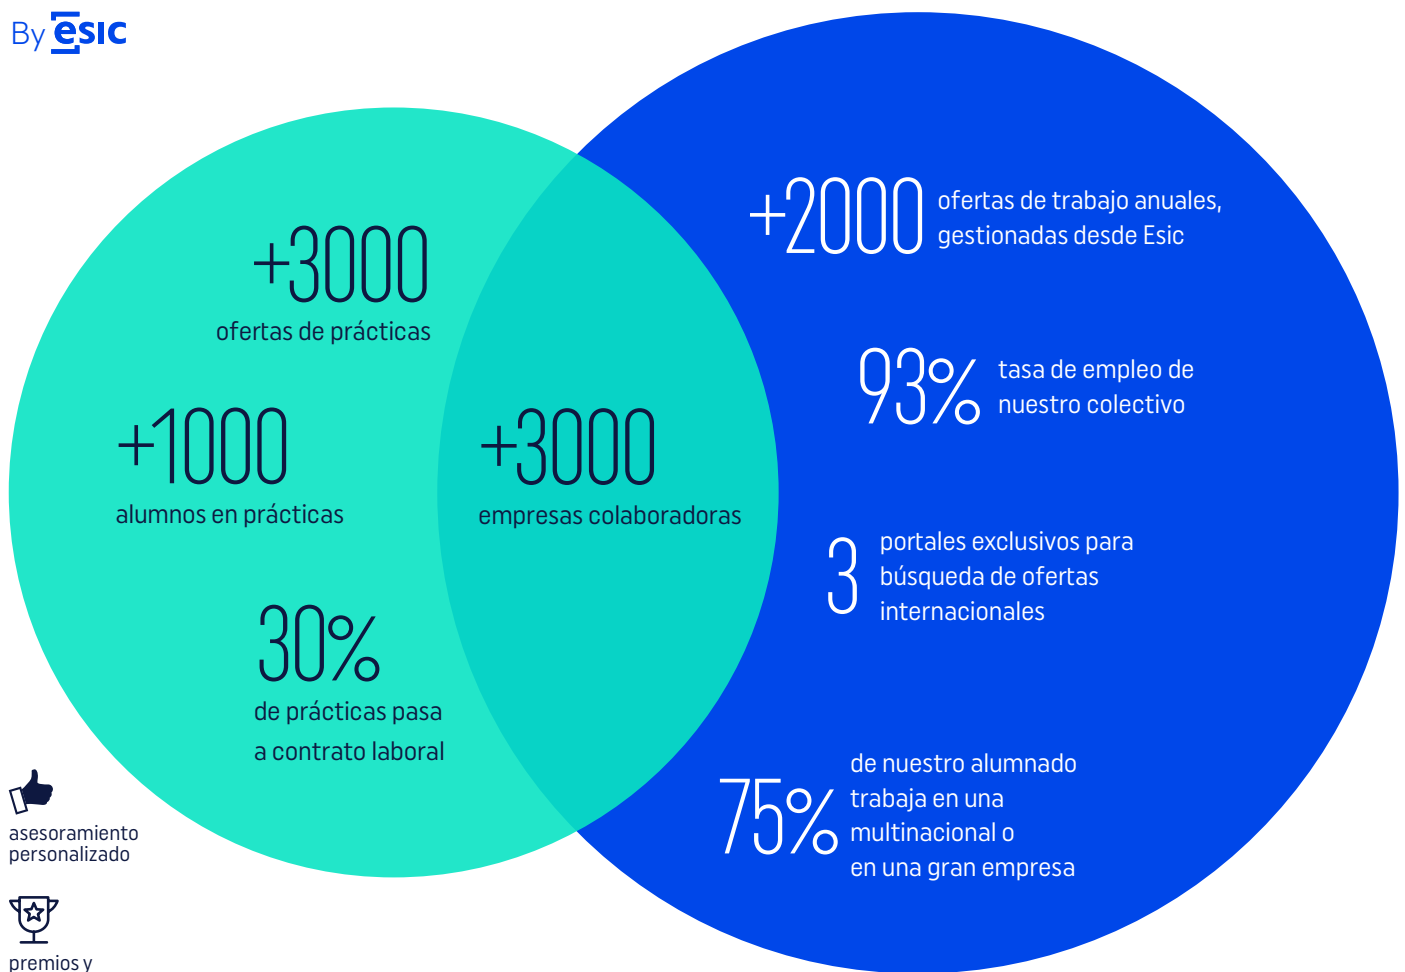 By esic
+3000
ofertas de prácticas
+1000
alumnos en prácticas
30%
de prácticas pasa
a contrato laboral
+3000
empresas colaboradoras
+2000
ofertas de trabajo anuales,
gestionadas desde Esic
93%
tasa de empleo de
nuestro colectivo
3
portales exclusivos para
búsqueda de ofertas
internacionales
75%
de nuestro alumnado
trabaja en una
multinacional o
en una gran empresa
asesoramiento
personalizado
premios y